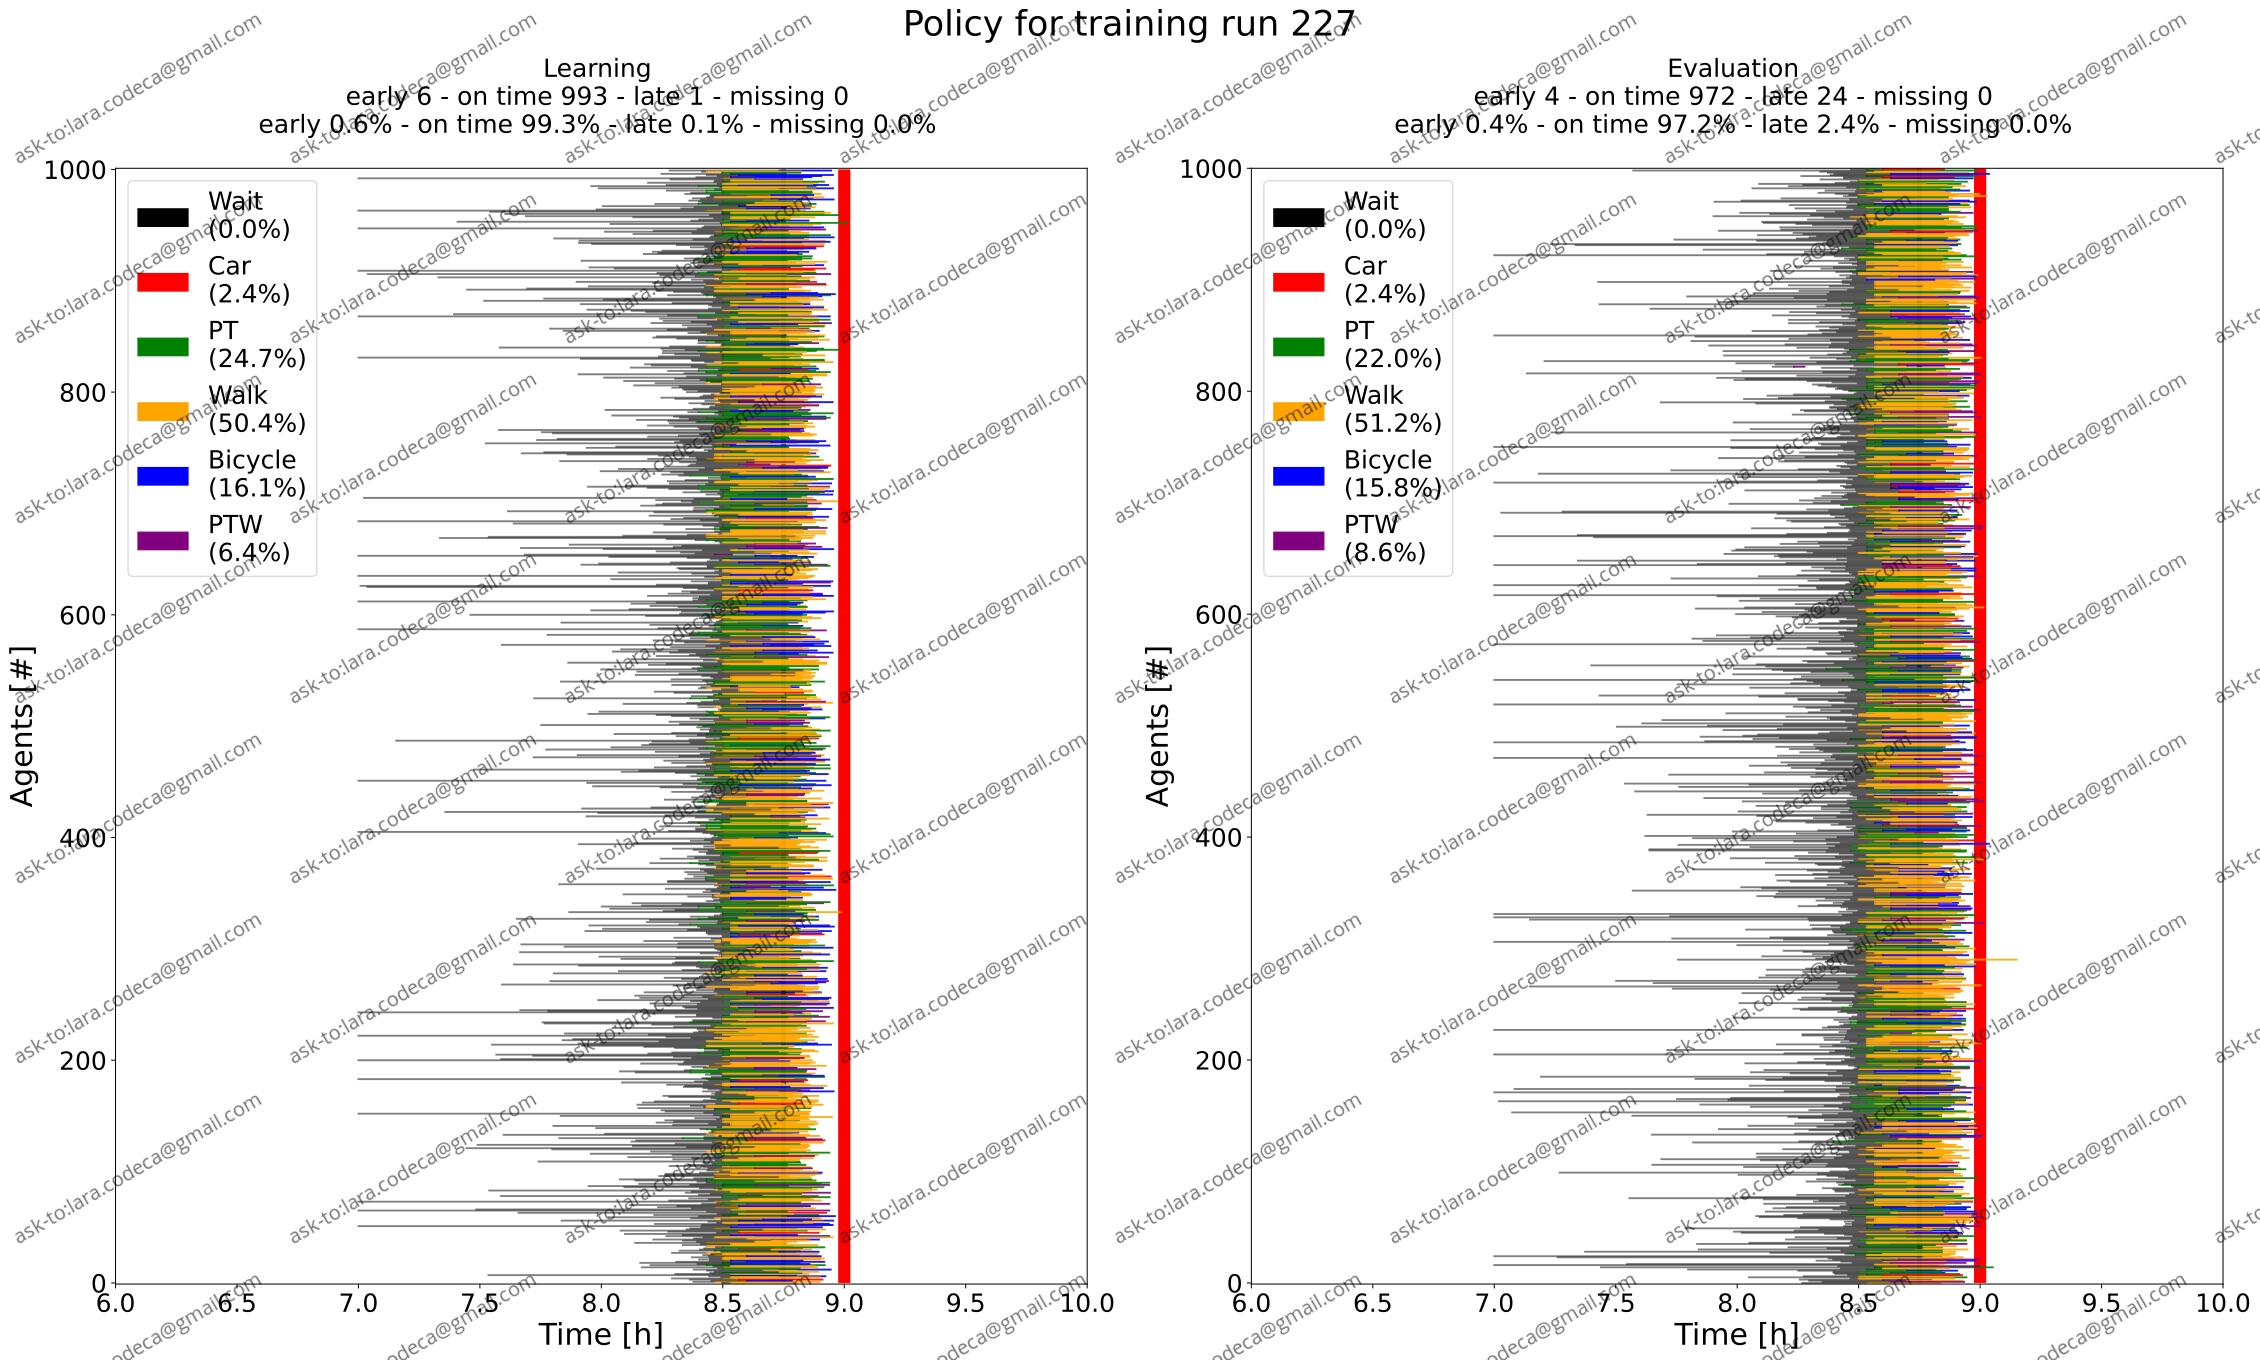 Policy for training run 227
Learning
early 6 - on time 993 - late 1 - missing 0
early 0.6% - on time 99.3% - late 0.1% - missing 0.0%
1000
800
600
400
200
0
Agents [#]
Wait
(0.0%)
Car
(2.4%)
PT
(24.7%)
Walk
(50.4%)
Bicycle
(16.1%)
PTW
(6.4%)
6.0 6.5 7.0 7.5 8.0 8.5 9.0 9.5 10.0
Time [h]
Evaluation
early 4 - on time 972 - late 24 - missing 0
early 0.4% - on time 97.2% - late 2.4% - missing 0.0%
1000
800
600
400
200
0
Agents [#]
Wait
(0.0%)
Car
(2.4%)
PT
(22.0%)
Walk
(51.2%)
Bicycle
(15.8%)
PTW
(8.6%)
6.0 6.5 7.0 7.5 8.0 8.5 9.0 9.5 10.0
Time [h]
ask-to:lara.codeca@gmail.com